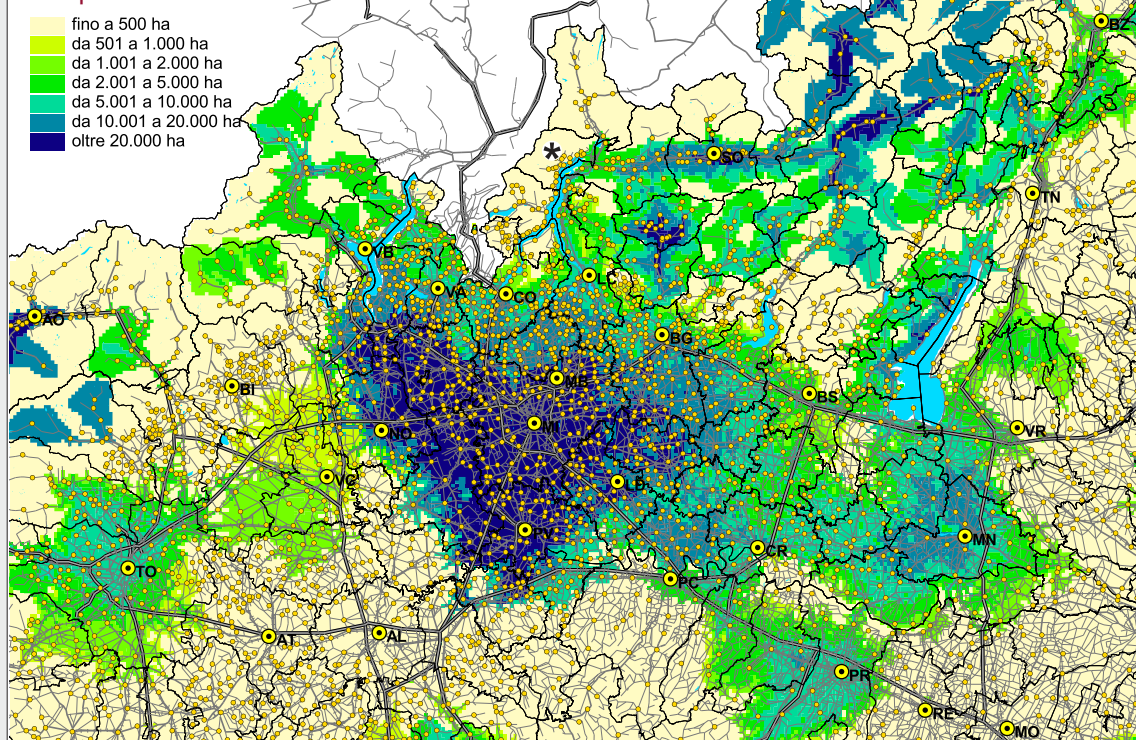 fino a 500 ha
da 501 a 1.000 ha
da 1.001 a 2.000 ha
da 2.001 a 5.000 ha
da 5.001 a 10.000 ha
da 10.001 a 20.000 ha
oltre 20.000 ha
BZ
*
SO
TN
VB
VA
CO
AO
BG
MB
BI
BS
MI
NO
VR
VC
PV
MN
CR
TO
PC
AT
AL
PR
RE
MO